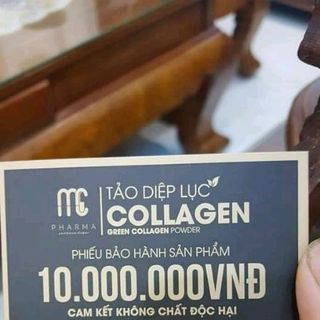 MC
PHARMA
TẢO DIỆP LỤC
COLLAGEN
GREEN COLLAGEN POWDER
PHIẾU BẢO HÀNH SẢN PHẨM
10.000.000VNĐ
CAM KẾT KHÔNG CHẤT ĐỘC HẠI